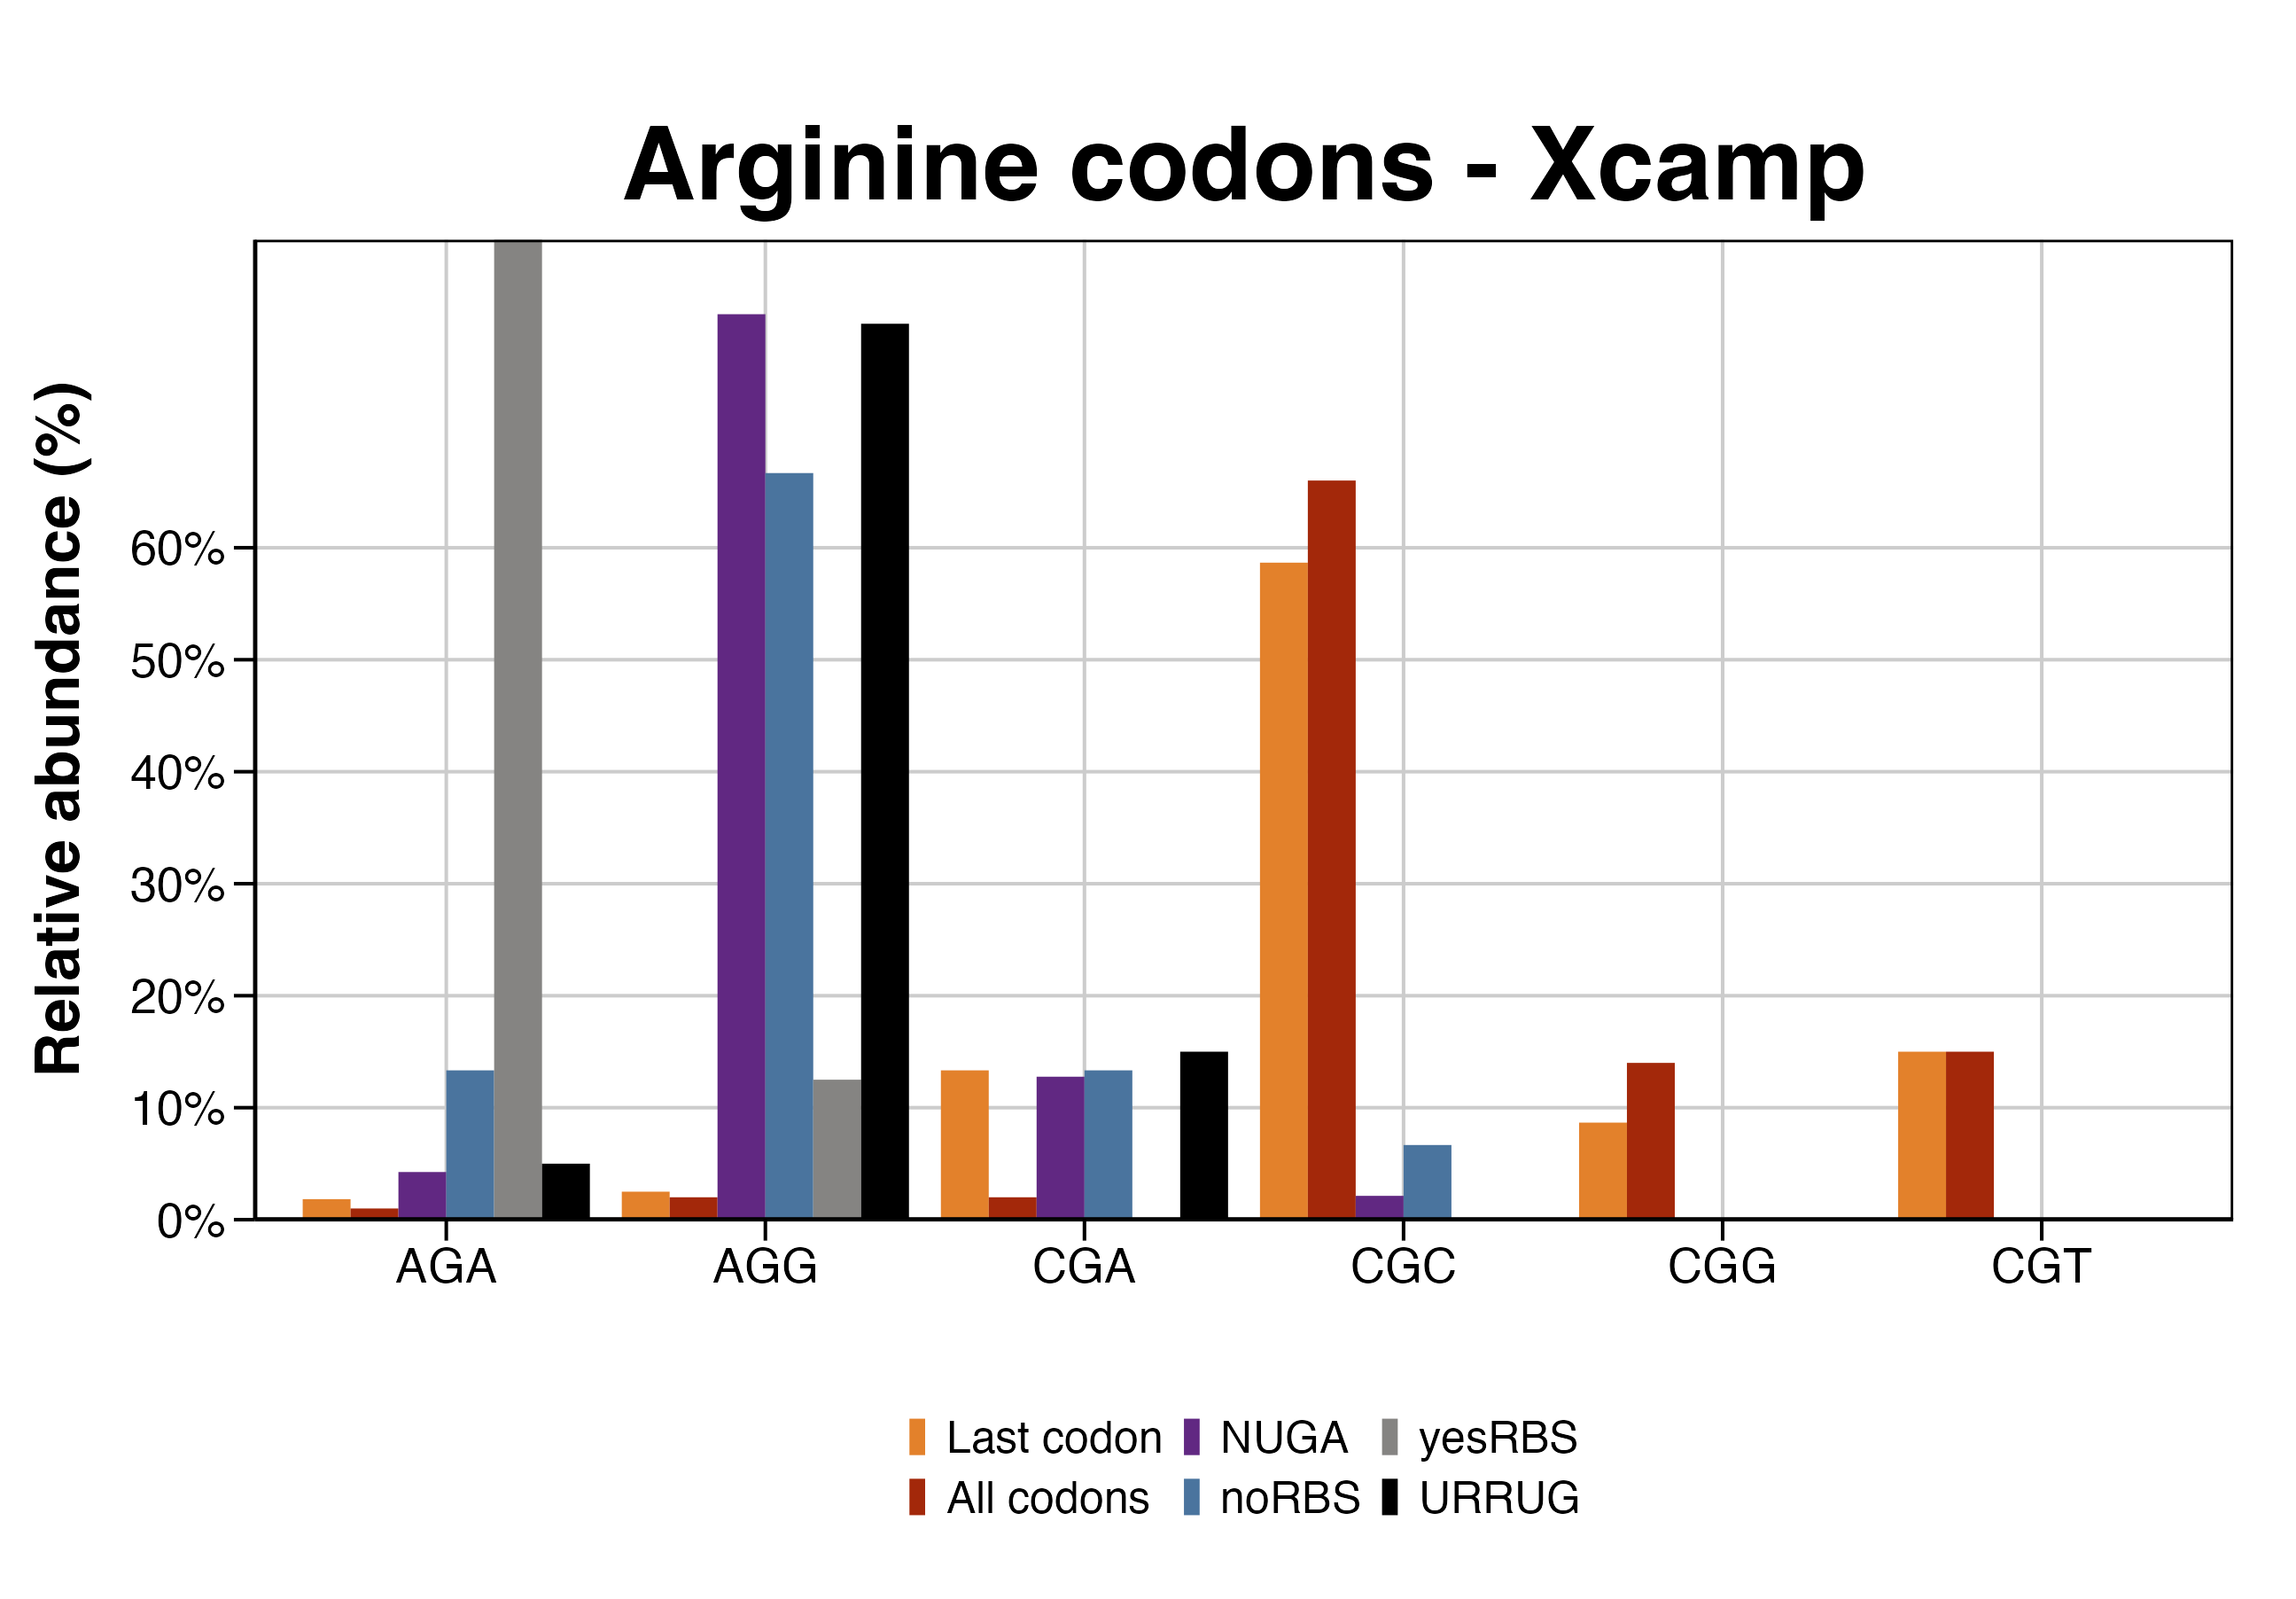 Arginine codons - Xcamp
Relative abundance (%)
60%
50%
40%
30%
20%
10%
0%
AGA AGG CGA CGC CGG CGT
Last codon NUGA yesRBS
All codons noRBS URRUG